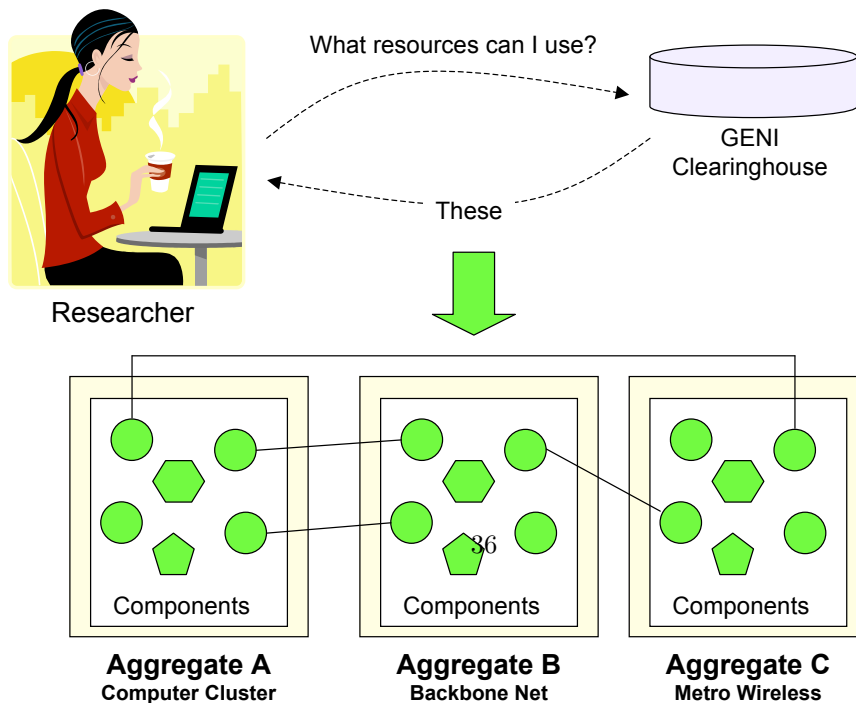 What resources can I use?
GENI
Clearinghouse
These
Researcher
36
Components
Components
Components
Aggregate A
Computer Cluster
Aggregate B
Backbone Net
Aggregate C
Metro Wireless